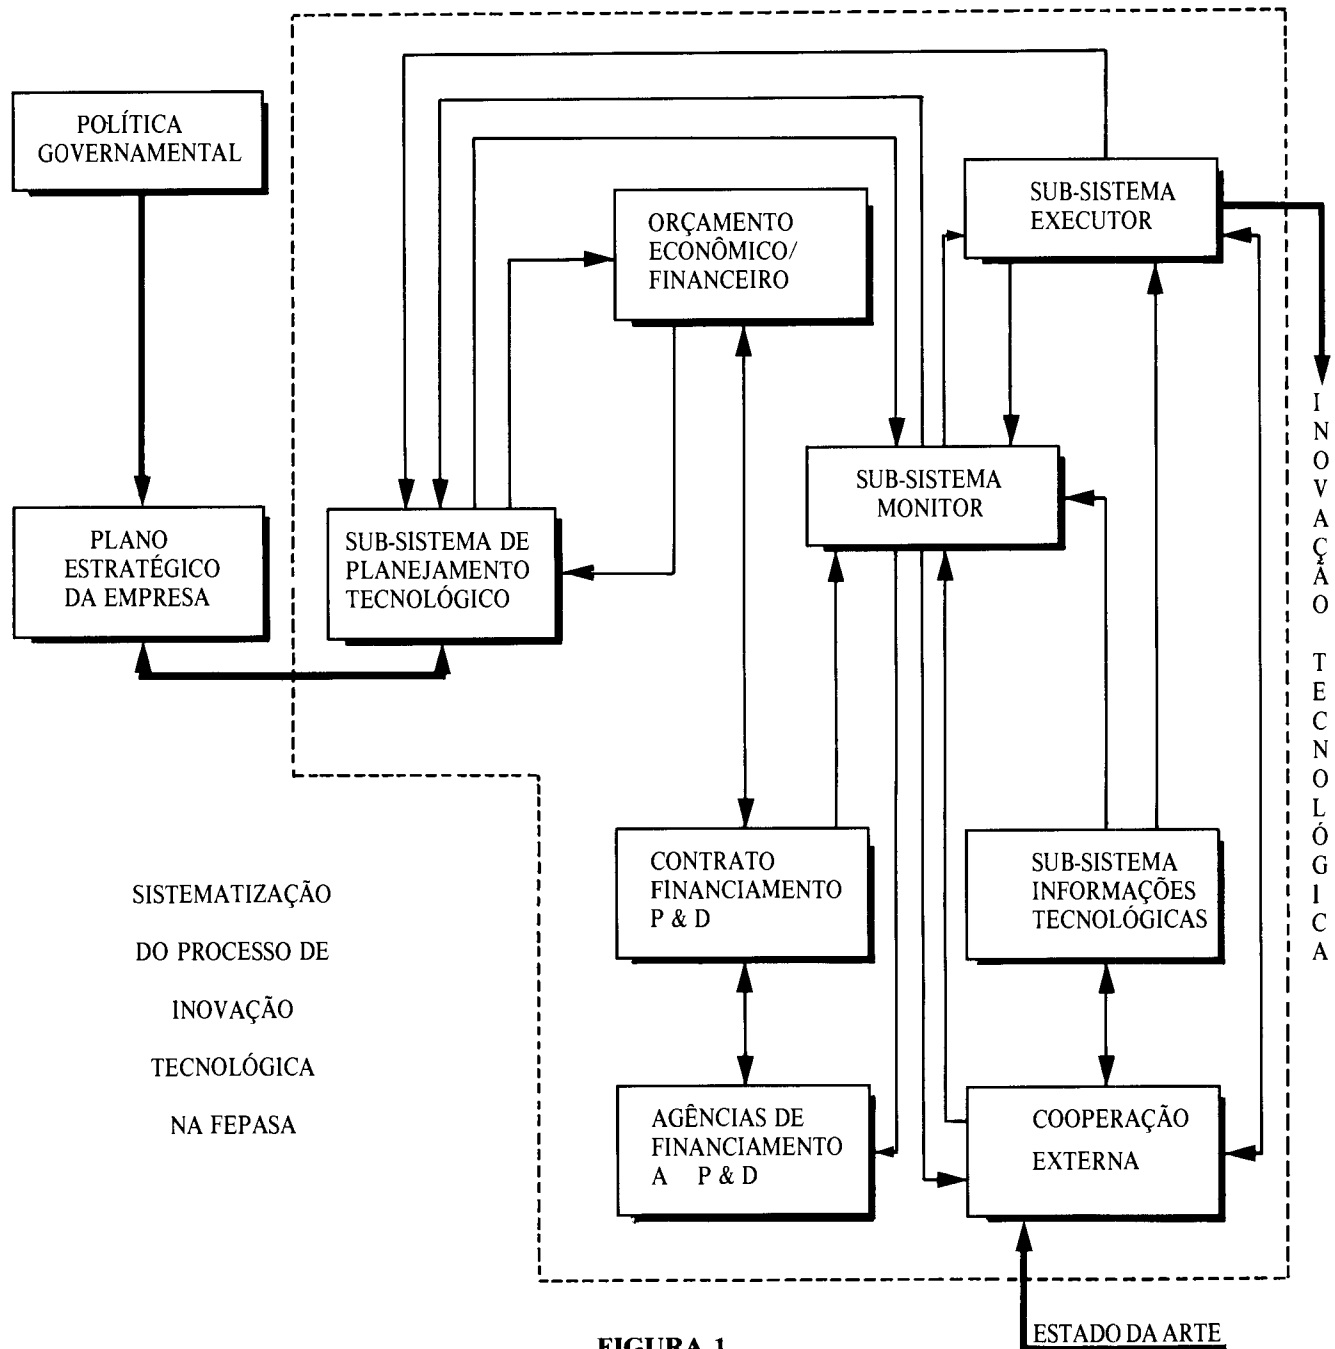 POLÍTICA
GOVERNAMENTAL
PLANO
ESTRATÉGICO
DA EMPRESA
SUB-SISTEMA DE
PLANEJAMENTO
TECNOLÓGICO
ORÇAMENTO
ECONÔMICO/
FINANCEIRO
SUB-SISTEMA
EXECUTOR
SUB-SISTEMA
MONITOR
CONTRATO
FINANCIAMENTO
P & D
SUB-SISTEMA
INFORMAÇÕES
TECNOLÓGICAS
AGÊNCIAS DE
FINANCIAMENTO
A P & D
COOPERAÇÃO
EXTERNA
INOVAÇÃO TECNOLÓGICA
SISTEMATIZAÇÃO
DO PROCESSO DE
INOVAÇÃO
TECNOLÓGICA
NA FEPASA
ESTADO DA ARTE
FIGURA 1